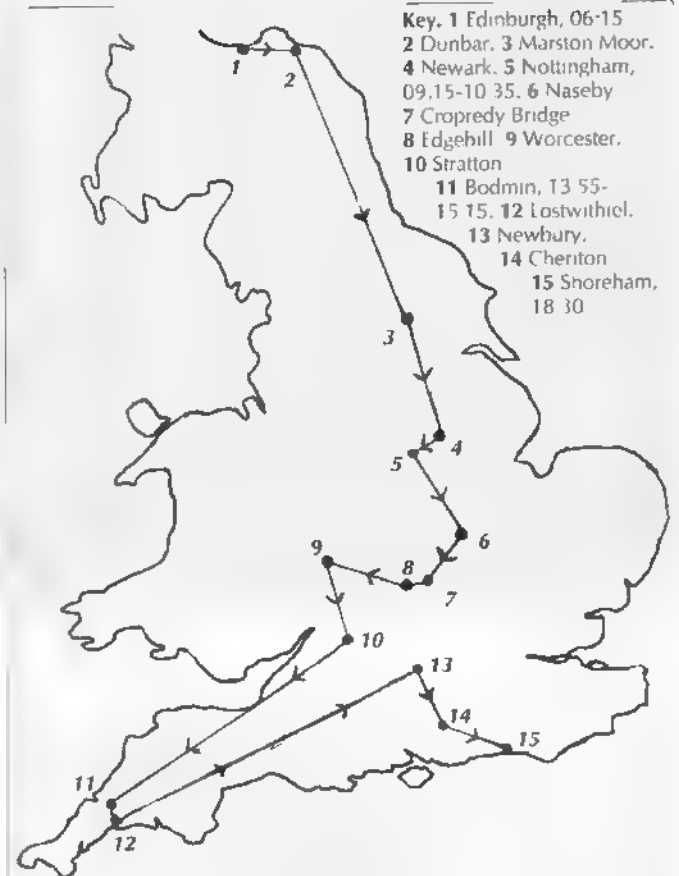 Key. 1 Edinburgh, 06-15
2 Dunbar. 3 Marston Moor.
4 Newark. 5 Nottingham,
09.15-10 35. 6 Naseby
7 Cropredy Bridge
8 Edgehill 9 Worcester.
10 Stratton
11 Bodmin, 13 55-
15 15. 12 Lostwithiel.
13 Newbury.
14 Cheriton
15 Shoreham,
18 30
1
2
3
4
5
6
7
8
9
10
11
12
13
14
15